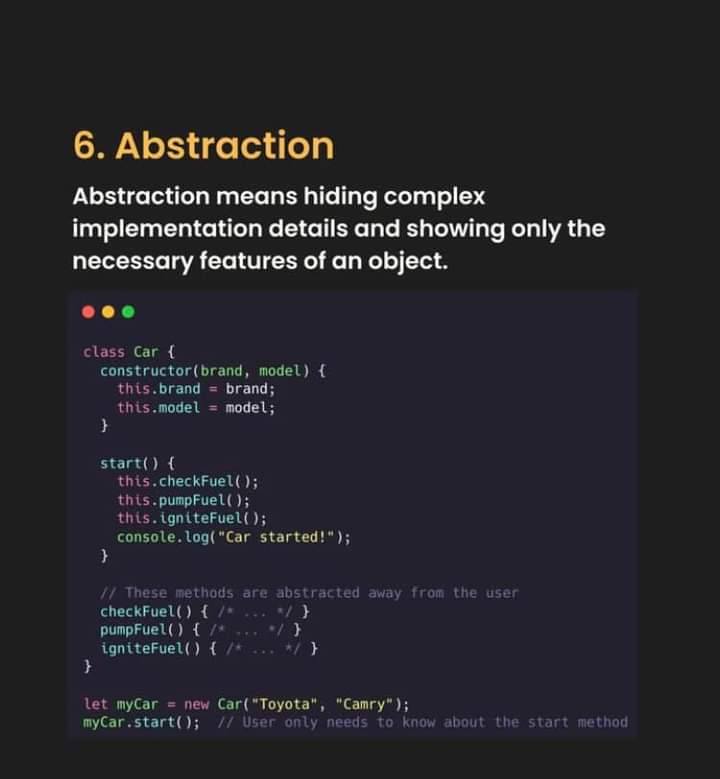 6. Abstraction
Abstraction means hiding complex
implementation details and showing only the
necessary features of an object.
class Car {
  constructor(brand, model) {
    this.brand = brand;
    this.model = model;
  }

  start() {
    this.checkFuel();
    this.pumpFuel();
    this.igniteFuel();
    console.log("Car started!");
  }

  // These methods are abstracted away from the user
  checkFuel() { /* ... */ }
  pumpFuel() { /* ... */ }
  igniteFuel() { /* ... */ }
}

let myCar = new Car("Toyota", "Camry");
myCar.start();  // User only needs to know about the start method